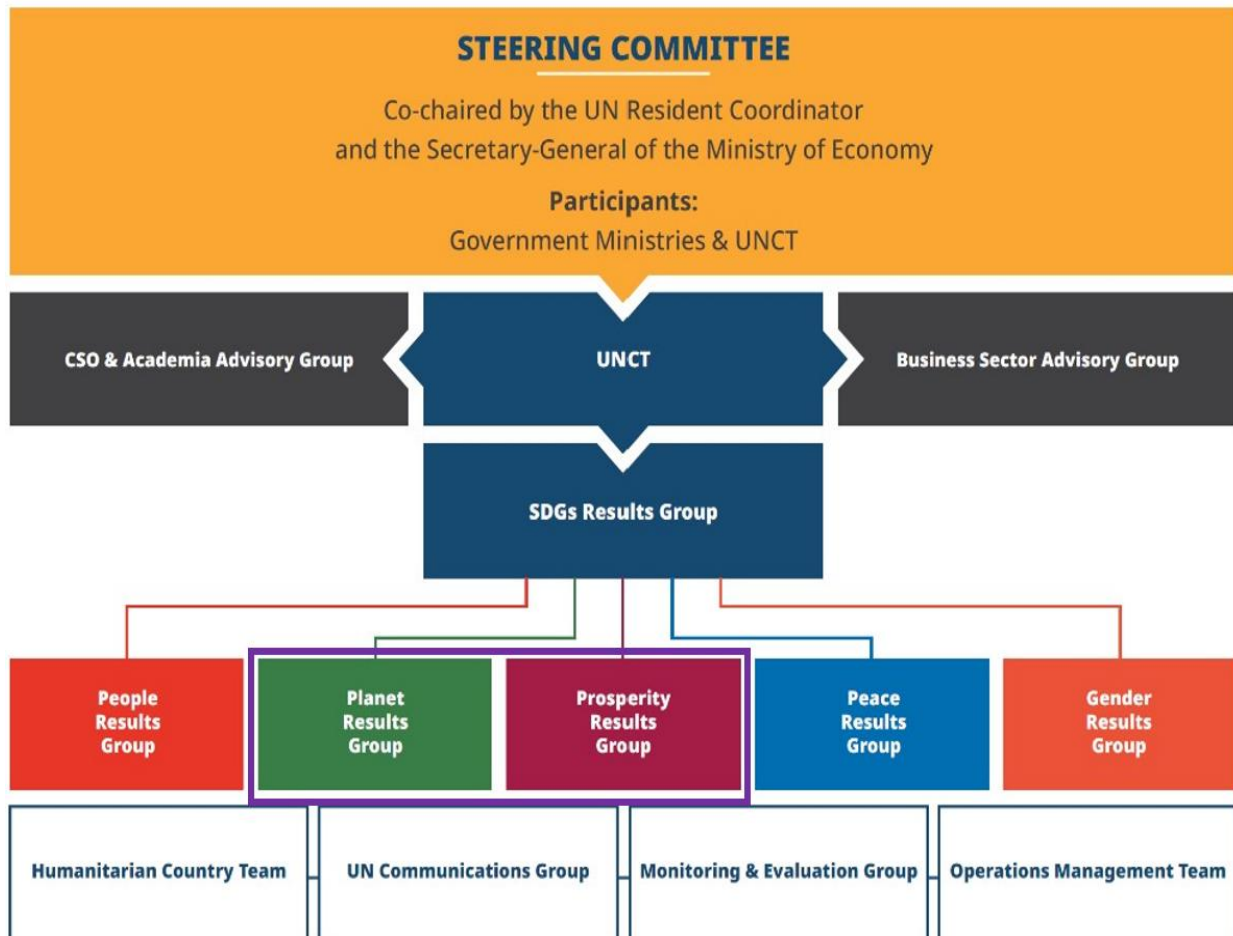 STEERING COMMITTEE
Co-chaired by the UN Resident Coordinator
and the Secretary-General of the Ministry of Economy
Participants:
Government Ministries & UNCT
CSO & Academia Advisory Group
UNCT
Business Sector Advisory Group
SDGs Results Group
People
Results
Group
Planet
Results
Group
Prosperity
Results
Group
Peace
Results
Group
Gender
Results
Group
Humanitarian Country Team
UN Communications Group
Monitoring & Evaluation Group
Operations Management Team